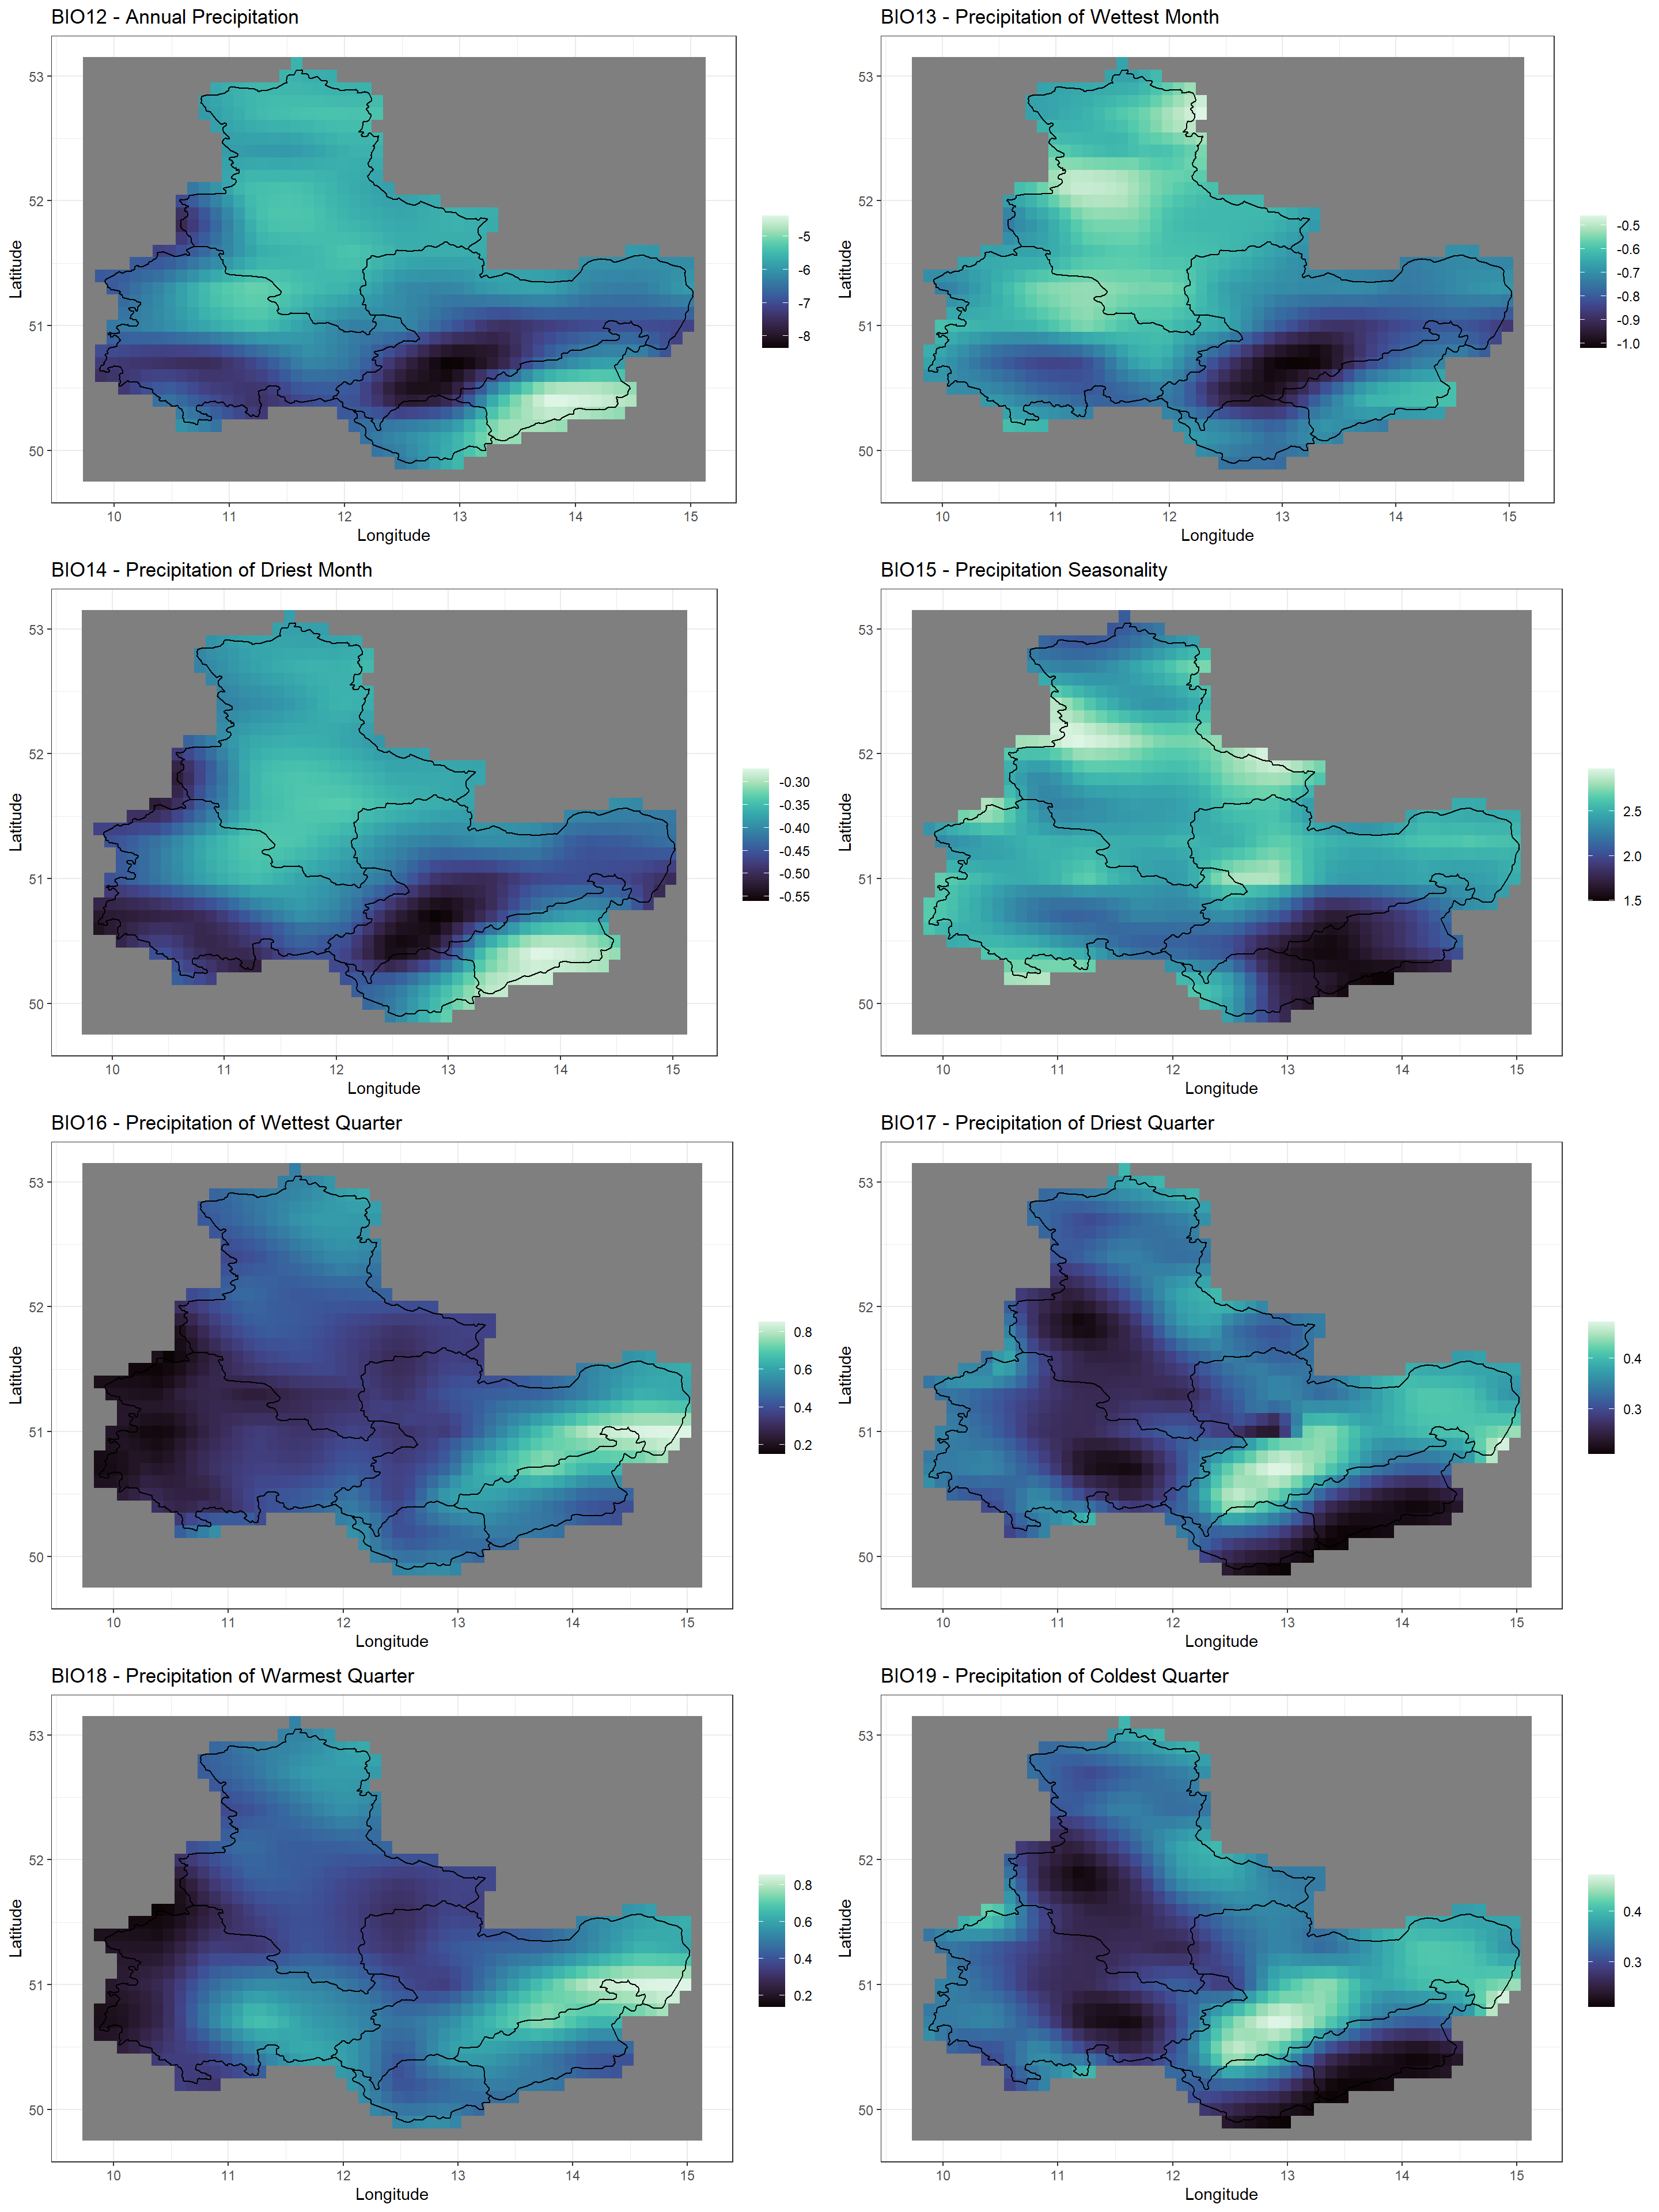 BIO12 - Annual Precipitation
53
52
51
50
Latitude
10 11 12 13 14 15
Longitude
-5
-6
-7
-8
BIO13 - Precipitation of Wettest Month
53
52
51
50
Latitude
10 11 12 13 14 15
Longitude
-0.5
-0.6
-0.7
-0.8
-0.9
-1.0
BIO14 - Precipitation of Driest Month
53
52
51
50
Latitude
10 11 12 13 14 15
Longitude
-0.30
-0.35
-0.40
-0.45
-0.50
-0.55
BIO15 - Precipitation Seasonality
53
52
51
50
Latitude
10 11 12 13 14 15
Longitude
2.5
2.0
1.5
BIO16 - Precipitation of Wettest Quarter
53
52
51
50
Latitude
10 11 12 13 14 15
Longitude
0.8
0.6
0.4
0.2
BIO17 - Precipitation of Driest Quarter
53
52
51
50
Latitude
10 11 12 13 14 15
Longitude
0.4
0.3
BIO18 - Precipitation of Warmest Quarter
53
52
51
50
Latitude
10 11 12 13 14 15
Longitude
0.8
0.6
0.4
0.2
BIO19 - Precipitation of Coldest Quarter
53
52
51
50
Latitude
10 11 12 13 14 15
Longitude
0.4
0.3